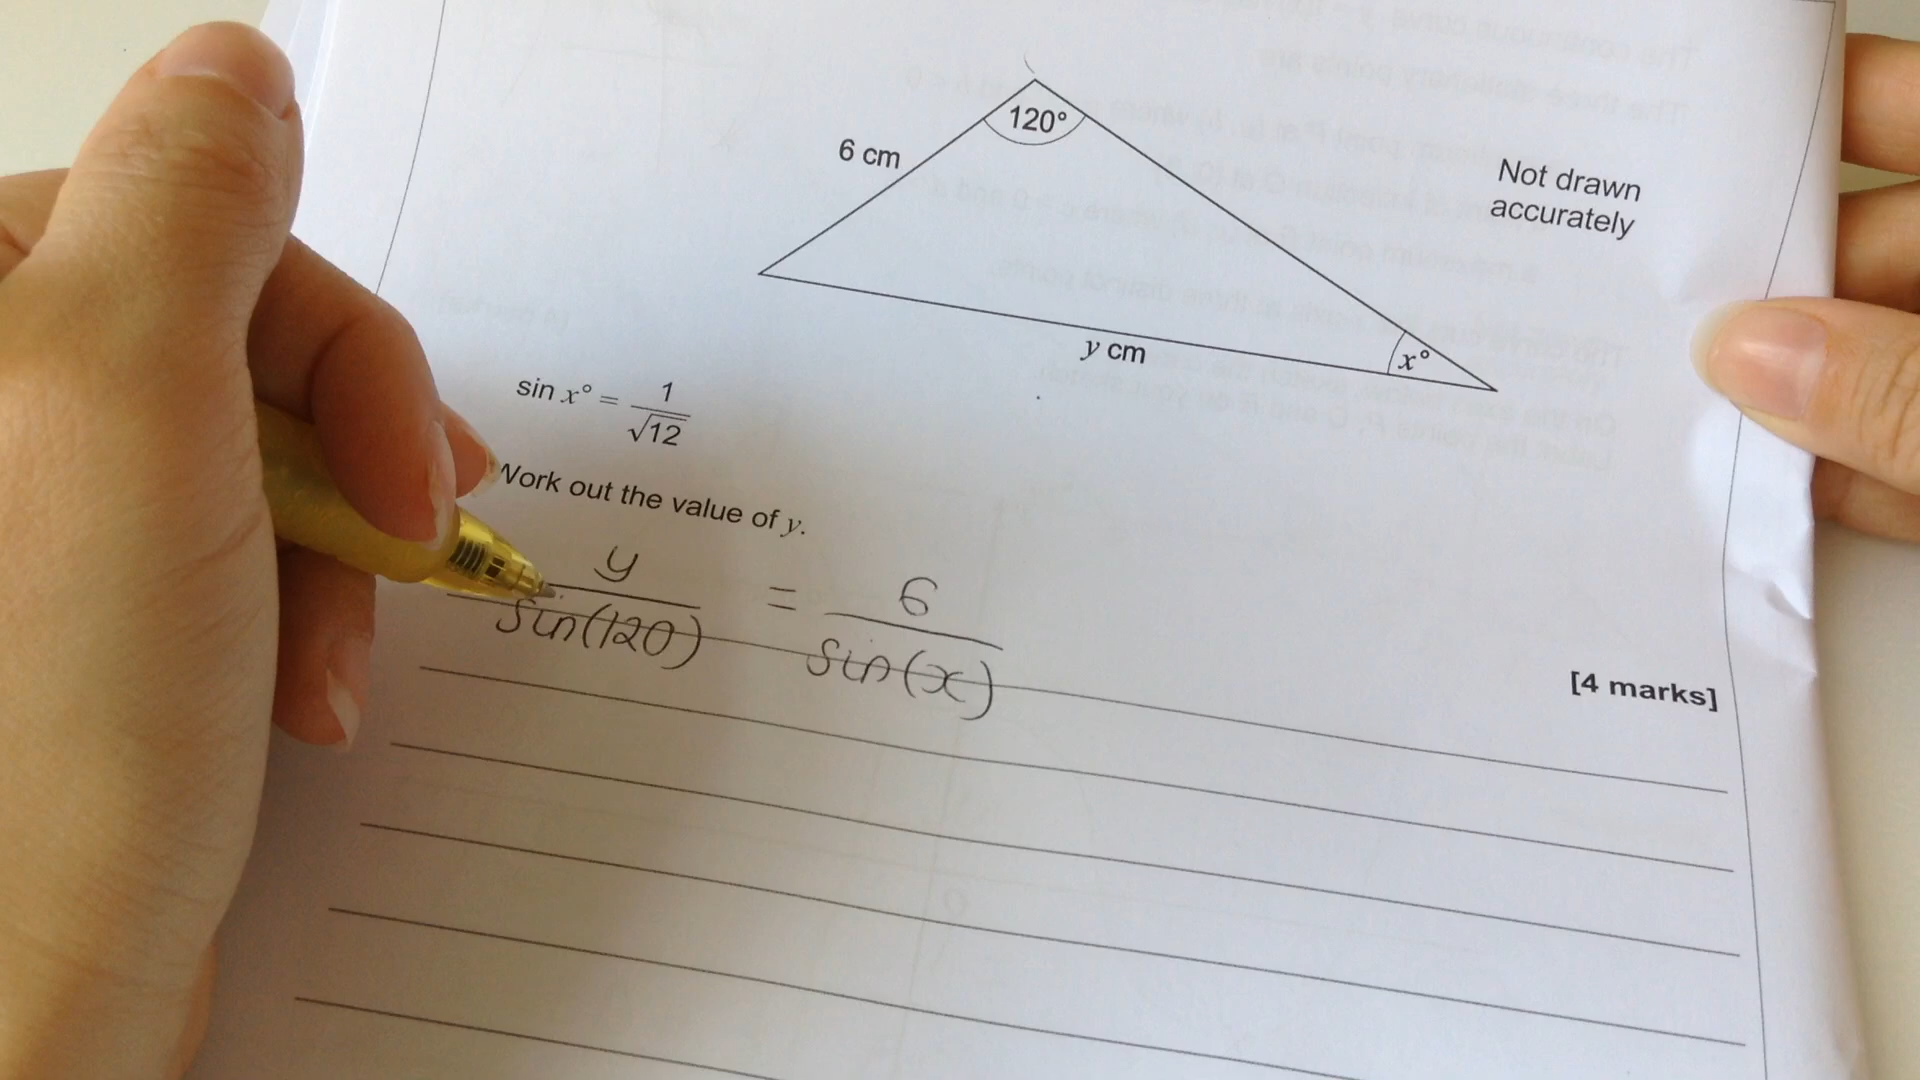 120°
6 cm
Not drawn
accurately
x°
y cm
sin x° = 1/√12
Work out the value of y.
y/sin(120) = 6/sin(x)
[4 marks]